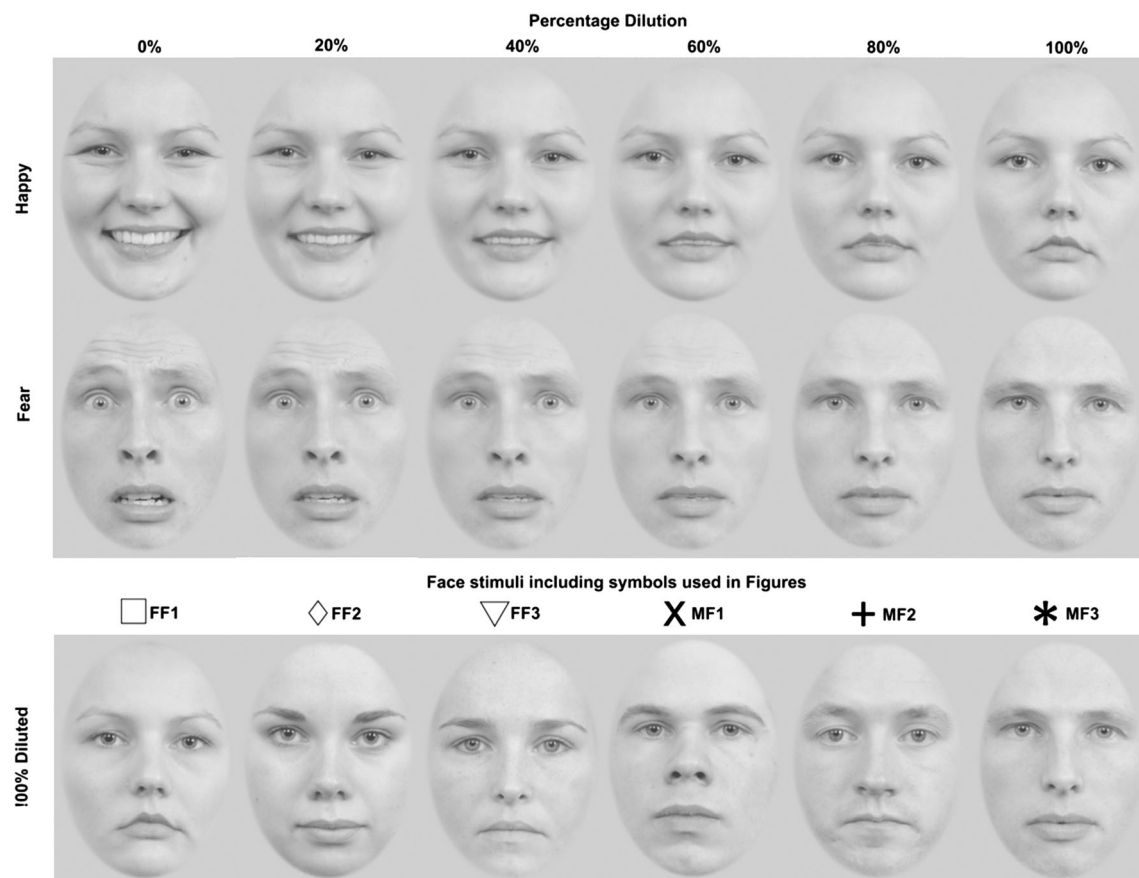 Percentage Dilution
0% 20% 40% 60% 80% 100%
Happy
Fear
Face stimuli including symbols used in Figures
FF1 FF2 FF3 MF1 MF2 MF3
!00% Diluted